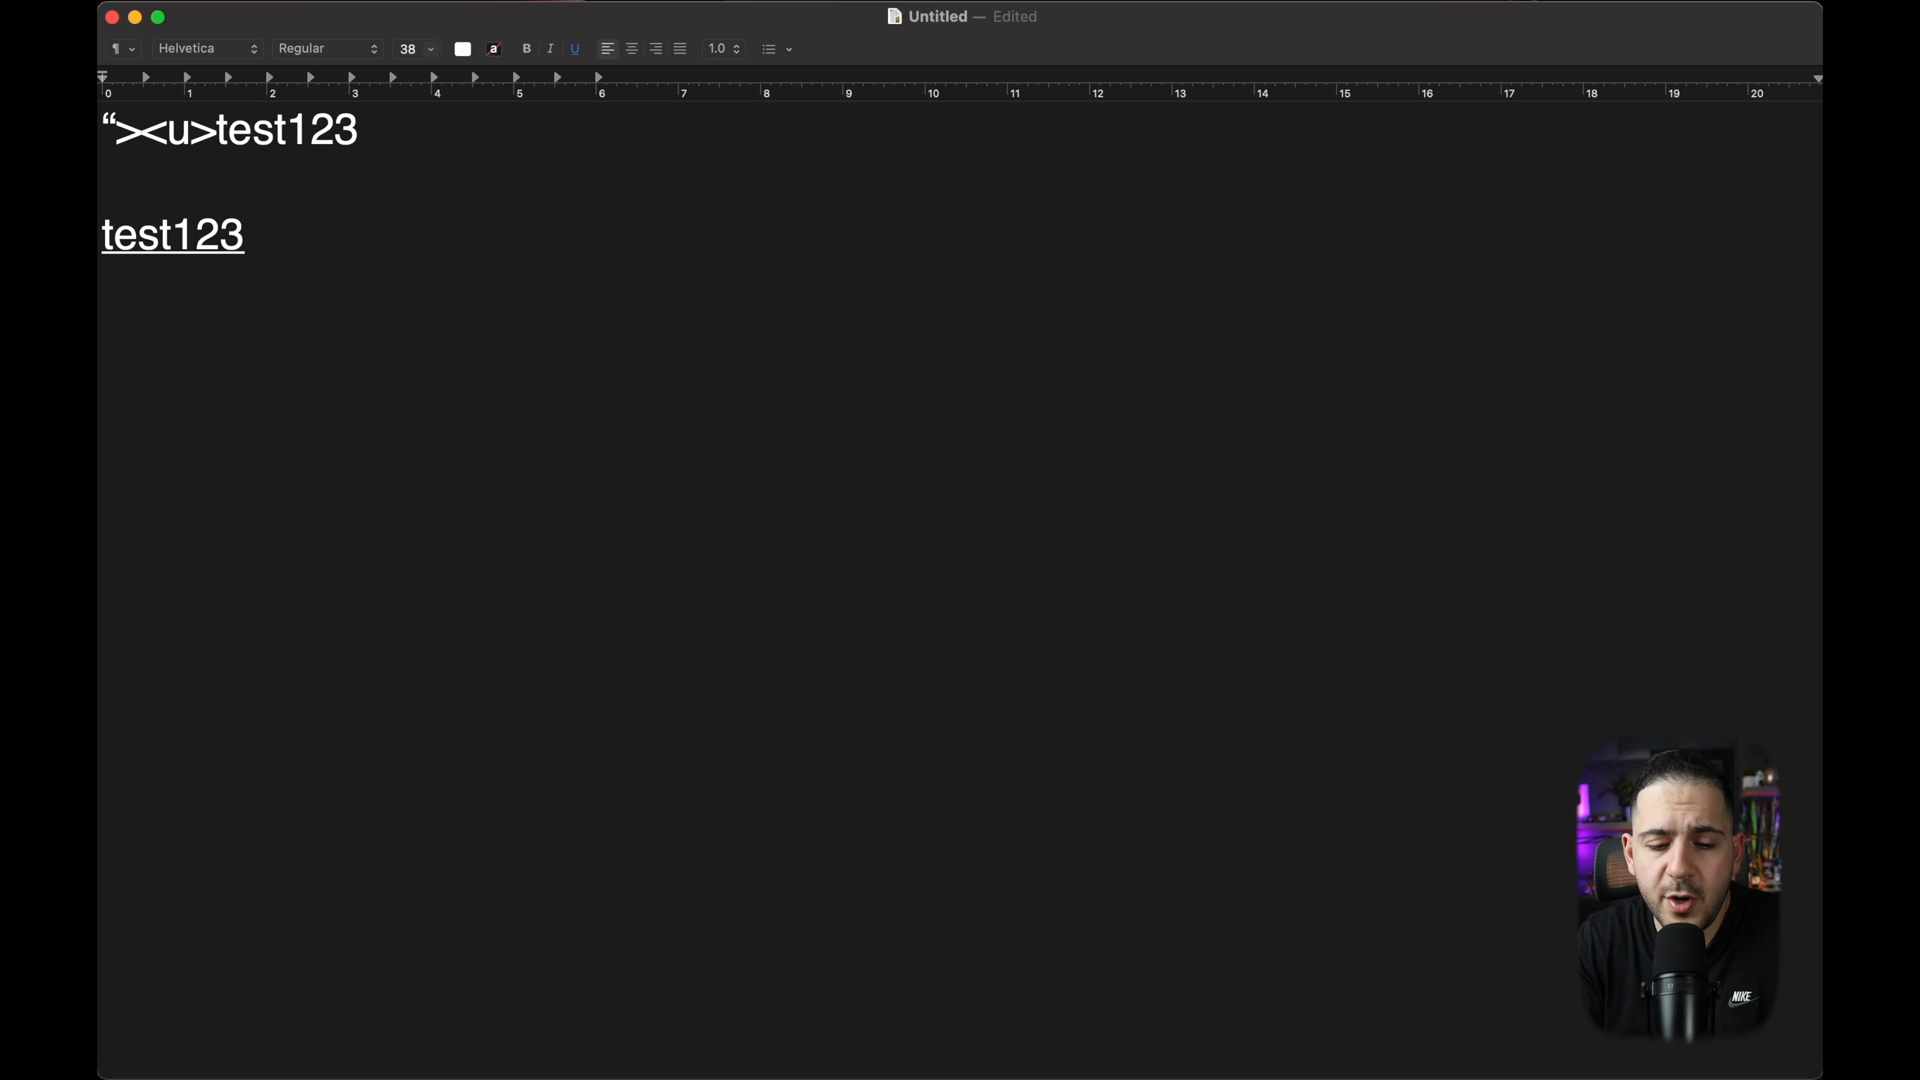 Untitled — Edited
¶ Helvetica Regular 38 a B I U 1.0
0 1 2 3 4 5 6 7 8 9 10 11 12 13 14 15 16 17 18 19 20
“><u>test123
test123
NIKE